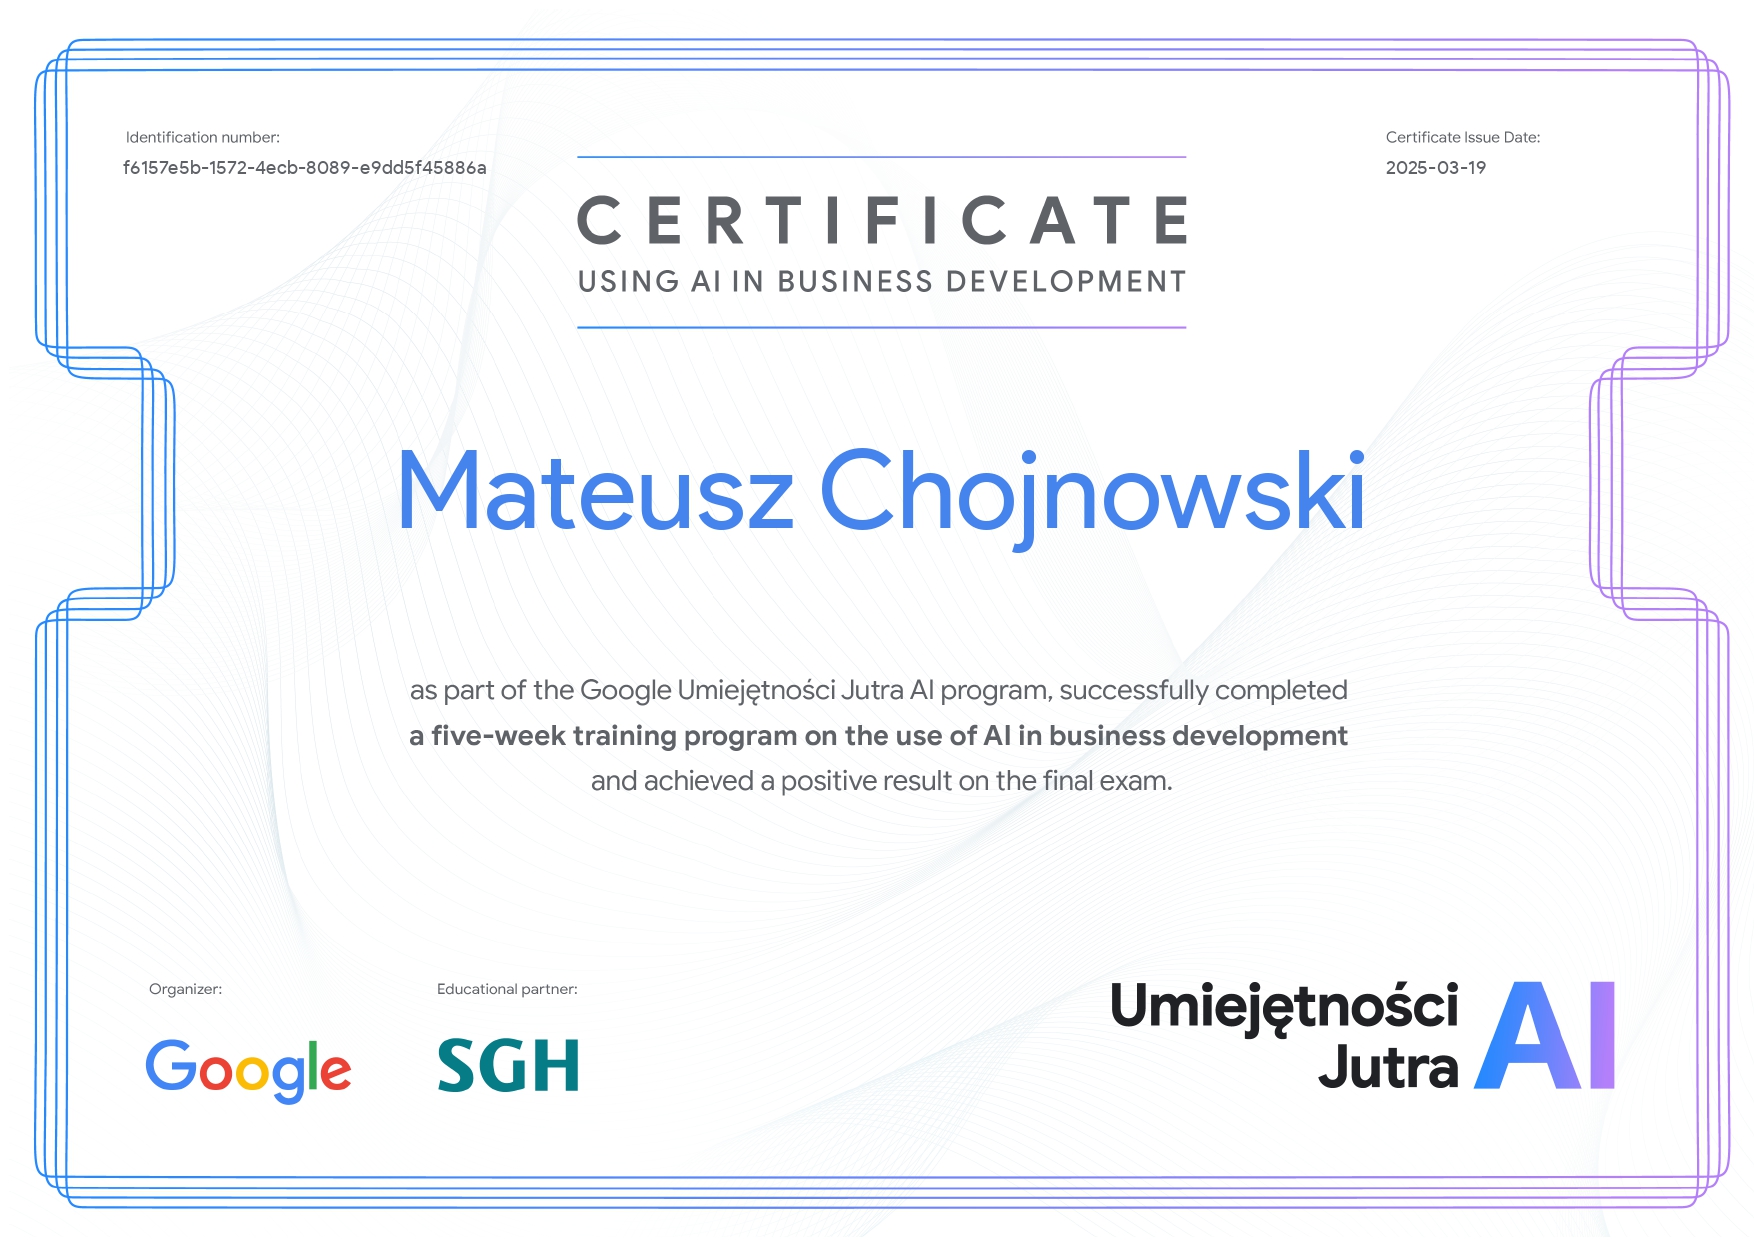 Identification number:
f6157e5b-1572-4ecb-8089-e9dd5f45886a
Certificate Issue Date:
2025-03-19
CERTIFICATE
USING AI IN BUSINESS DEVELOPMENT
Mateusz Chojnowski
as part of the Google Umiejętności Jutra AI program, successfully completed
a five-week training program on the use of AI in business development
and achieved a positive result on the final exam.
Organizer:
Google
Educational partner:
SGH
Umiejętności
Jutra AI